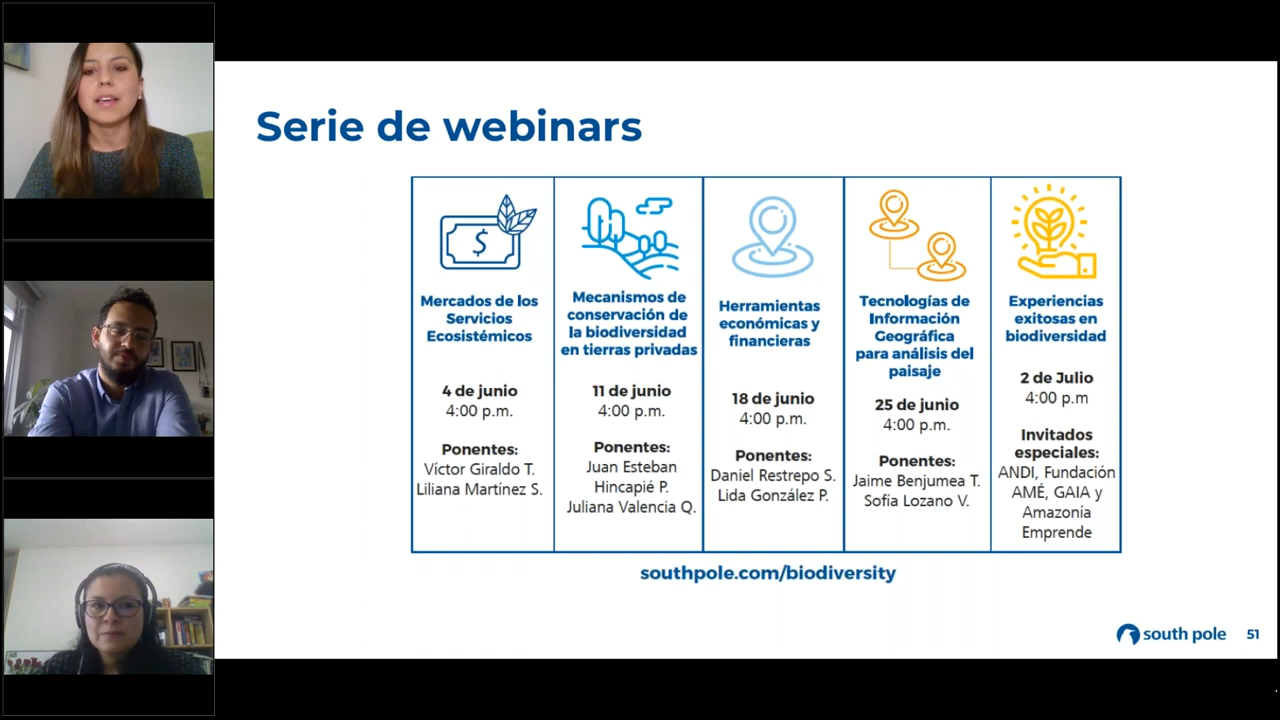 Serie de webinars
$
Mercados de los
Servicios
Ecosistémicos
4 de junio
4:00 p.m.
Ponentes:
Víctor Giraldo T.
Liliana Martínez S.
Mecanismos de
conservación de
la biodiversidad
en tierras privadas
11 de junio
4:00 p.m.
Ponentes:
Juan Esteban
Hincapié P.
Juliana Valencia Q.
Herramientas
económicas y
financieras
18 de junio
4:00 p.m.
Ponentes:
Daniel Restrepo S.
Lida González P.
Tecnologías de
Información
Geográfica
para análisis del
paisaje
25 de junio
4:00 p.m.
Ponentes:
Jaime Benjumea T.
Sofía Lozano V.
Experiencias
exitosas en
biodiversidad
2 de Julio
4:00 p.m
Invitados
especiales:
ANDI, Fundación
AMÉ, GAIA y
Amazonía
Emprende
southpole.com/biodiversity
south pole 51